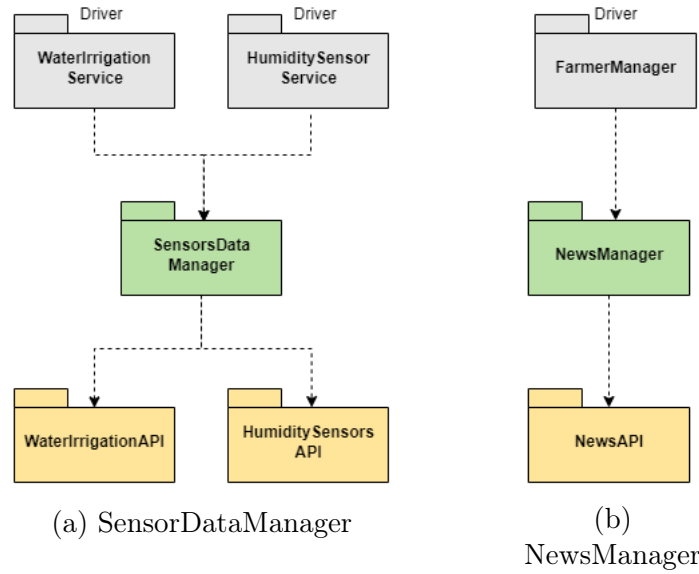 Driver
WaterIrrigation
Service
Driver
HumiditySensor
Service
SensorsData
Manager
WaterIrrigationAPI
HumiditySensors
API
(a) SensorDataManager
Driver
FarmerManager
NewsManager
NewsAPI
(b)
NewsManager